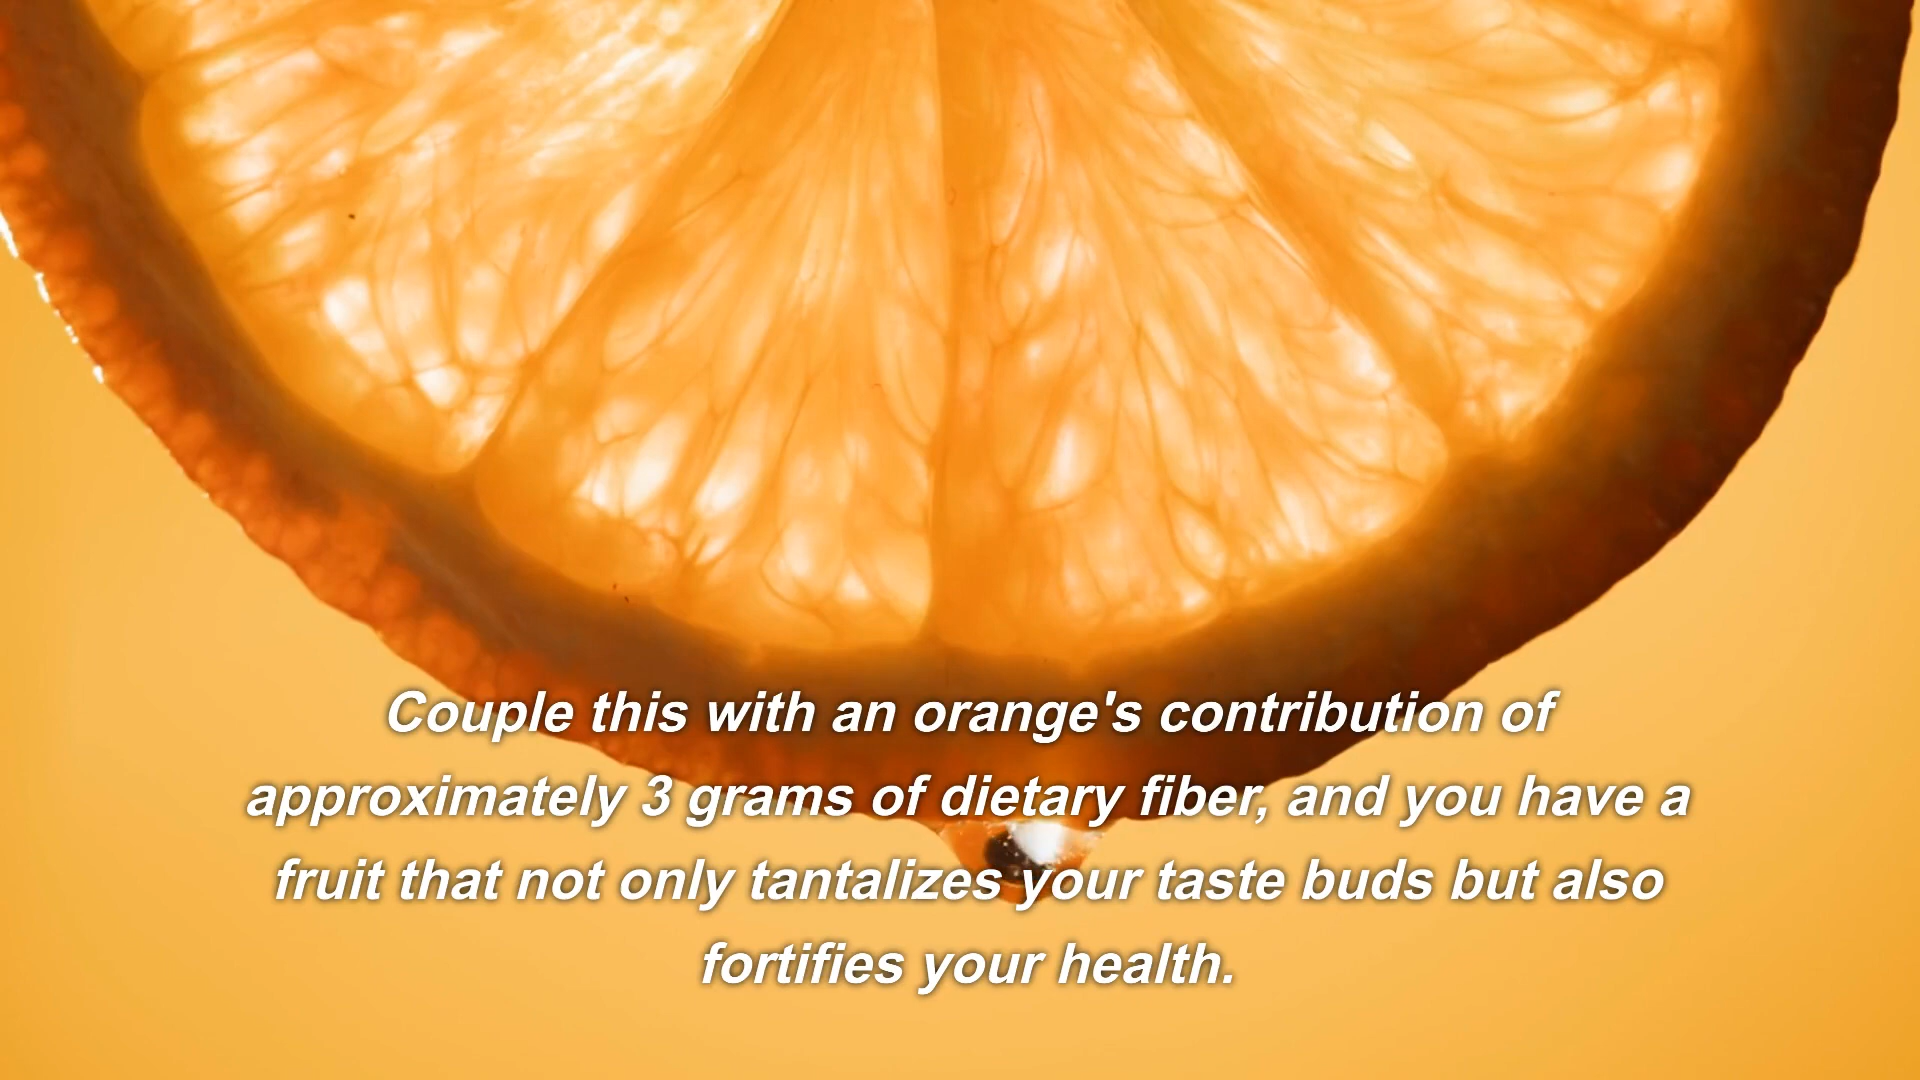 Couple this with an orange's contribution of
approximately 3 grams of dietary fiber, and you have a
fruit that not only tantalizes your taste buds but also
fortifies your health.